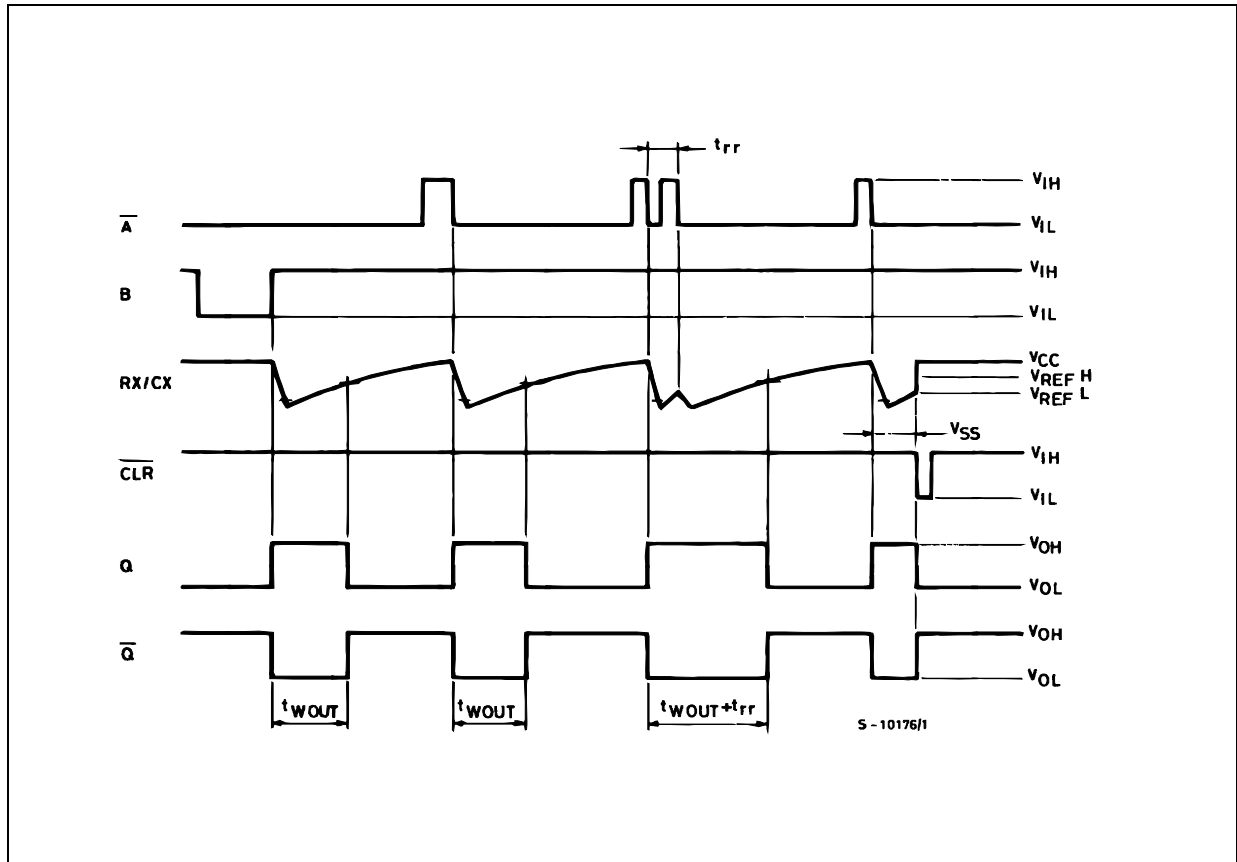 trr
A VIH
VIL
B VIH
VIL
RX/CX VCC
VREF H
VREF L
VSS
CLR VIH
VIL
Q VOH
VOL
Q VOH
VOL
tWOUT tWOUT tWOUT+trr
S-10176/1